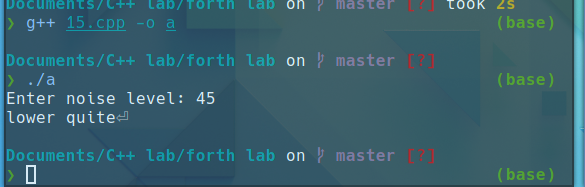 Documents/C++ lab/forth lab on ᚠ master [?] took 2s
❯ g++ 15.cpp -o a (base)
Documents/C++ lab/forth lab on ᚠ master [?]
❯ ./a (base)
Enter noise level: 45
lower quite⏎
Documents/C++ lab/forth lab on ᚠ master [?]
❯ (base)